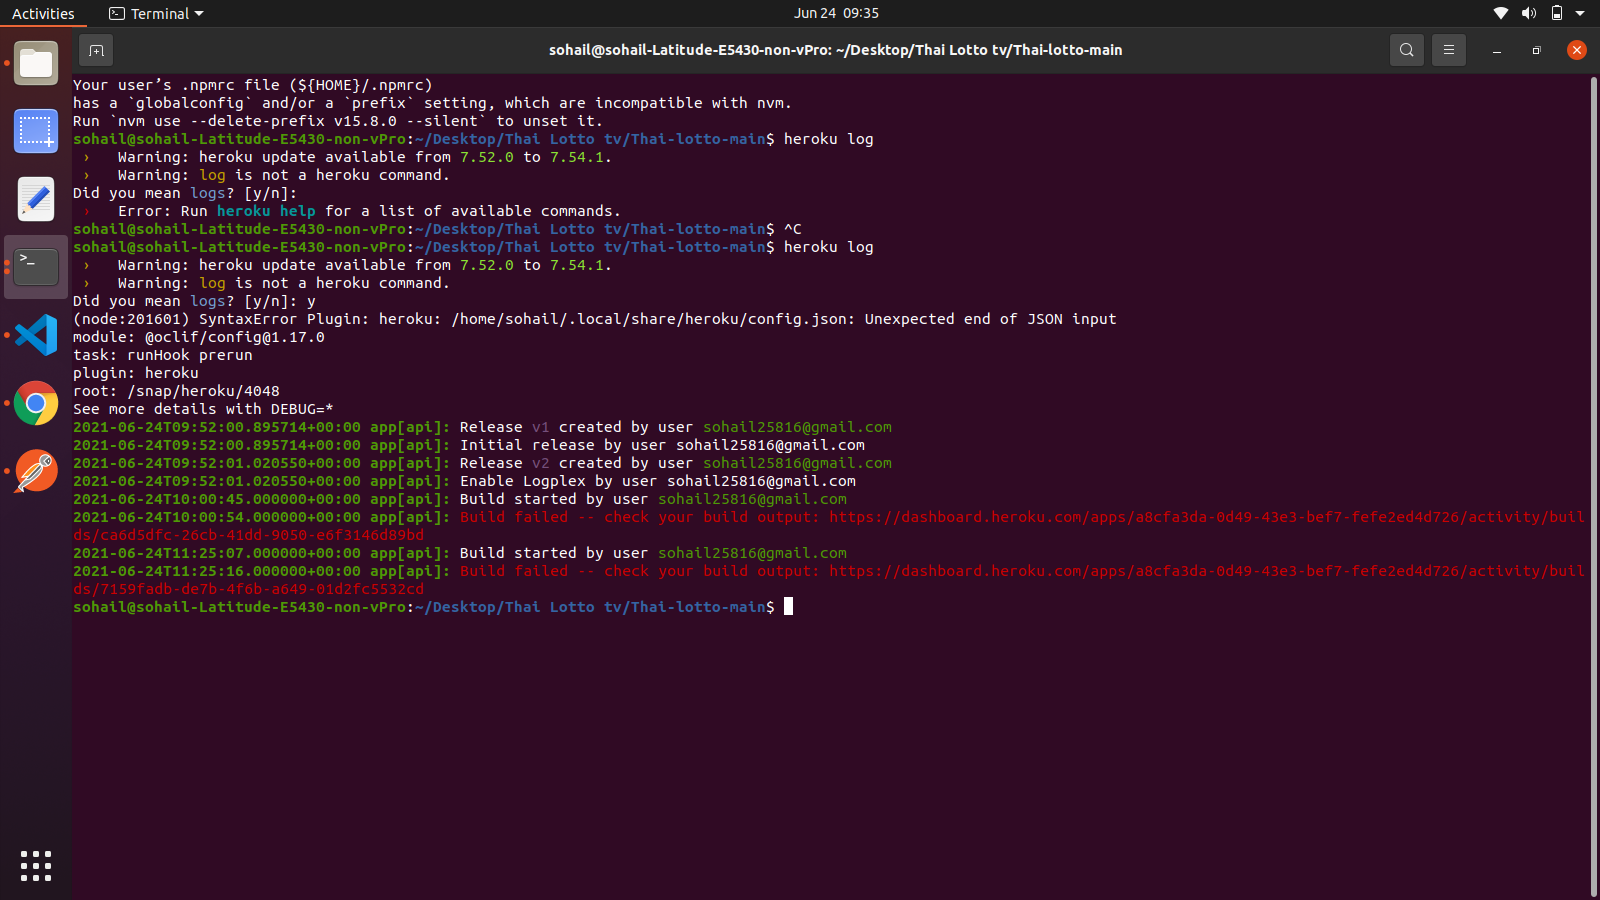 Activities
Terminal
Jun 24 09:35
sohail@sohail-Latitude-E5430-non-vPro: ~/Desktop/Thai Lotto tv/Thai-lotto-main
Your user’s .npmrc file (${HOME}/.npmrc)
has a `globalconfig` and/or a `prefix` setting, which are incompatible with nvm.
Run `nvm use --delete-prefix v15.8.0 --silent` to unset it.
sohail@sohail-Latitude-E5430-non-vPro:~/Desktop/Thai Lotto tv/Thai-lotto-main$ heroku log
›   Warning: heroku update available from 7.52.0 to 7.54.1.
›   Warning: log is not a heroku command.
Did you mean logs? [y/n]:
›   Error: Run heroku help for a list of available commands.
sohail@sohail-Latitude-E5430-non-vPro:~/Desktop/Thai Lotto tv/Thai-lotto-main$ ^C
sohail@sohail-Latitude-E5430-non-vPro:~/Desktop/Thai Lotto tv/Thai-lotto-main$ heroku log
›   Warning: heroku update available from 7.52.0 to 7.54.1.
›   Warning: log is not a heroku command.
Did you mean logs? [y/n]: y
(node:201601) SyntaxError Plugin: heroku: /home/sohail/.local/share/heroku/config.json: Unexpected end of JSON input
module: @oclif/config@1.17.0
task: runHook prerun
plugin: heroku
root: /snap/heroku/4048
See more details with DEBUG=*
2021-06-24T09:52:00.895714+00:00 app[api]: Release v1 created by user sohail25816@gmail.com
2021-06-24T09:52:00.895714+00:00 app[api]: Initial release by user sohail25816@gmail.com
2021-06-24T09:52:01.020550+00:00 app[api]: Release v2 created by user sohail25816@gmail.com
2021-06-24T09:52:01.020550+00:00 app[api]: Enable Logplex by user sohail25816@gmail.com
2021-06-24T10:00:45.000000+00:00 app[api]: Build started by user sohail25816@gmail.com
2021-06-24T10:00:54.000000+00:00 app[api]: Build failed -- check your build output: https://dashboard.heroku.com/apps/a8cfa3da-0d49-43e3-bef7-fefe2ed4d726/activity/buil
ds/ca6d5dfc-26cb-41dd-9050-e6f3146d89bd
2021-06-24T11:25:07.000000+00:00 app[api]: Build started by user sohail25816@gmail.com
2021-06-24T11:25:16.000000+00:00 app[api]: Build failed -- check your build output: https://dashboard.heroku.com/apps/a8cfa3da-0d49-43e3-bef7-fefe2ed4d726/activity/buil
ds/7159fadb-de7b-4f6b-a649-01d2fc5532cd
sohail@sohail-Latitude-E5430-non-vPro:~/Desktop/Thai Lotto tv/Thai-lotto-main$